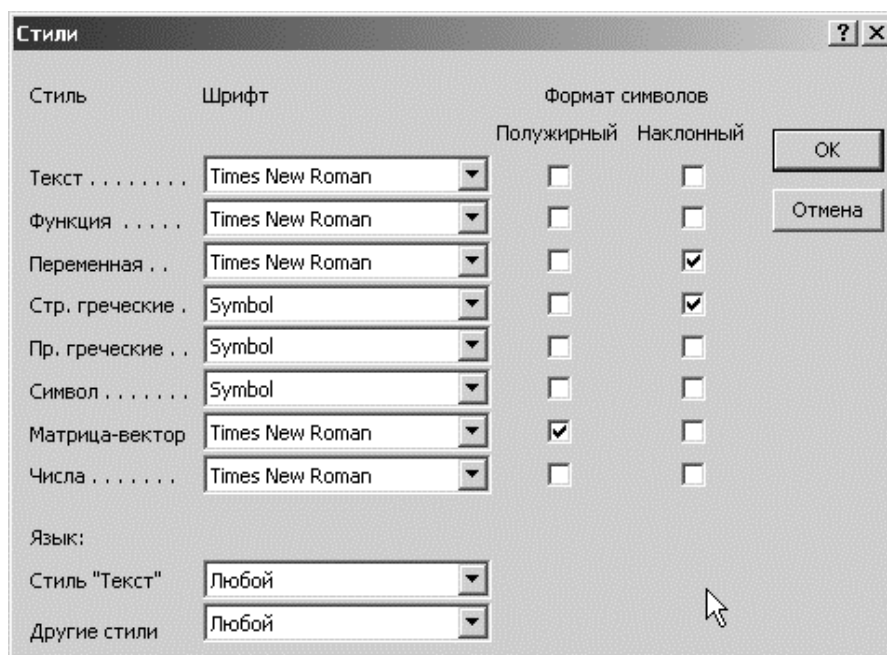 Стили ? X
Стиль Шрифт Формат символов
Полужирный Наклонный
OK
Текст . . . . . . . . Times New Roman
Отмена
Функция . . . . . Times New Roman
Переменная . . Times New Roman
Стр. греческие . Symbol
Пр. греческие . . Symbol
Символ . . . . . . . Symbol
Матрица-вектор Times New Roman
Числа . . . . . . . Times New Roman
Язык:
Стиль "Текст" Любой
Другие стили Любой